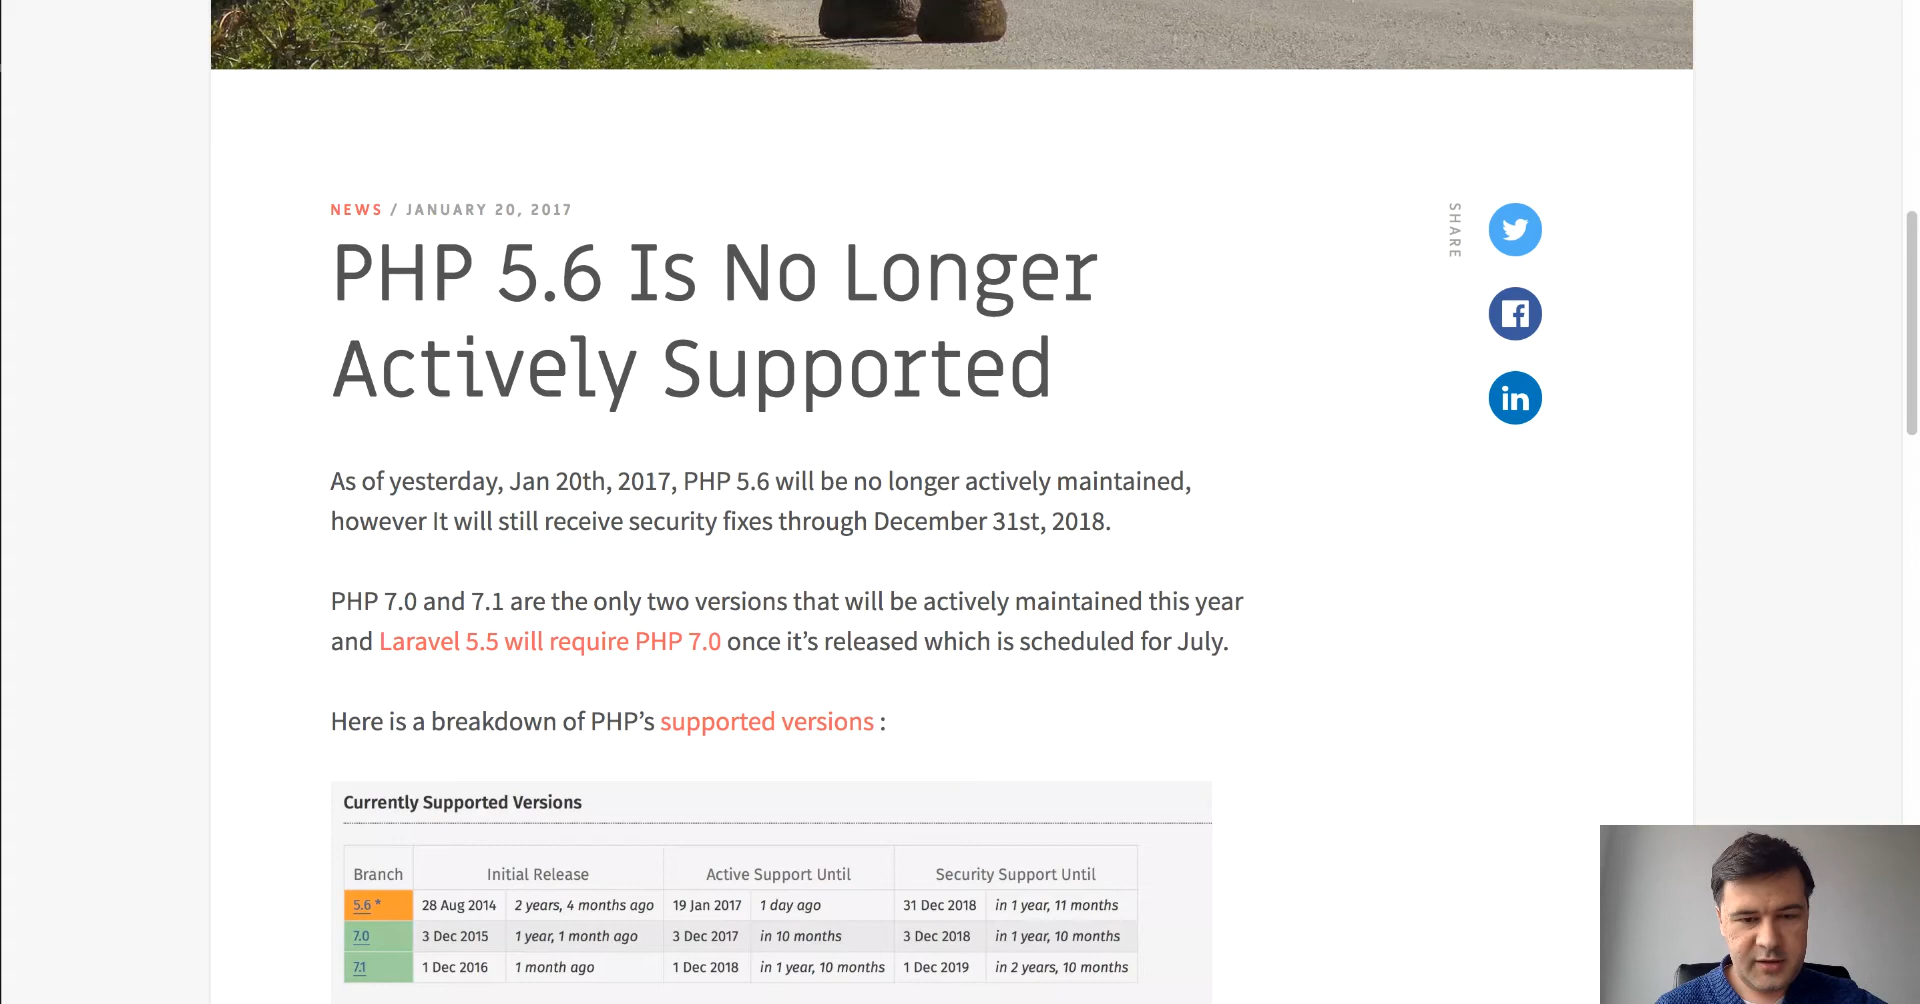 NEWS / JANUARY 20, 2017
PHP 5.6 Is No Longer
Actively Supported
SHARE
As of yesterday, Jan 20th, 2017, PHP 5.6 will be no longer actively maintained,
however It will still receive security fixes through December 31st, 2018.
PHP 7.0 and 7.1 are the only two versions that will be actively maintained this year
and Laravel 5.5 will require PHP 7.0 once it’s released which is scheduled for July.
Here is a breakdown of PHP’s supported versions :
Currently Supported Versions
Branch Initial Release Active Support Until Security Support Until
5.6 * 28 Aug 2014 2 years, 4 months ago 19 Jan 2017 1 day ago 31 Dec 2018 in 1 year, 11 months
7.0 3 Dec 2015 1 year, 1 month ago 3 Dec 2017 in 10 months 3 Dec 2018 in 1 year, 10 months
7.1 1 Dec 2016 1 month ago 1 Dec 2018 in 1 year, 10 months 1 Dec 2019 in 2 years, 10 months